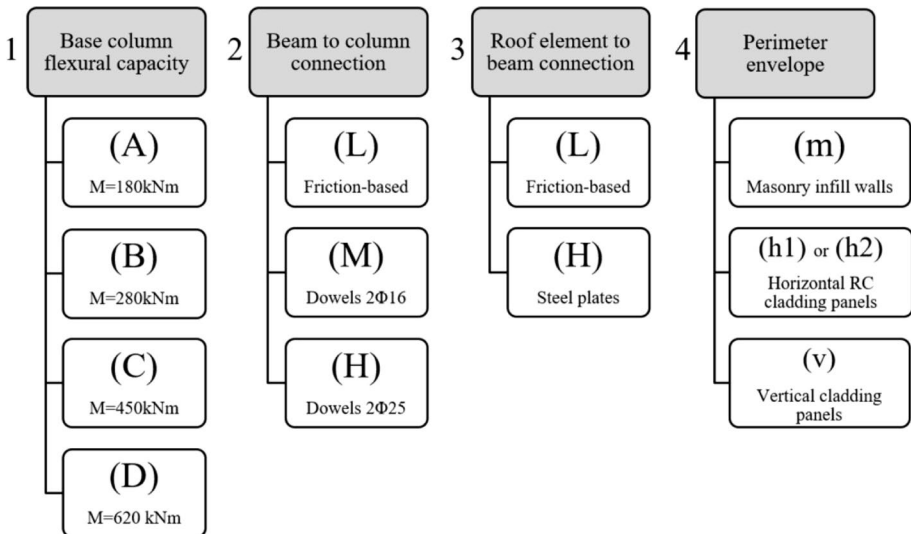 1
Base column
flexural capacity
(A)
M=180kNm
(B)
M=280kNm
(C)
M=450kNm
(D)
M=620 kNm
2
Beam to column
connection
(L)
Friction-based
(M)
Dowels 2Φ16
(H)
Dowels 2Φ25
3
Roof element to
beam connection
(L)
Friction-based
(H)
Steel plates
4
Perimeter
envelope
(m)
Masonry infill walls
(h1) or (h2)
Horizontal RC
cladding panels
(v)
Vertical cladding
panels